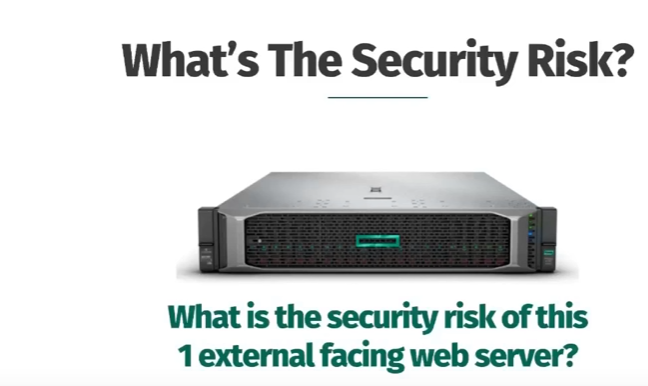 What's The Security Risk?
What is the security risk of this
1 external facing web server?